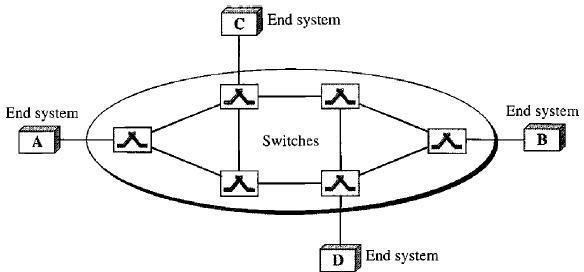 C End system
End system
A
Switches
End system
B
D End system